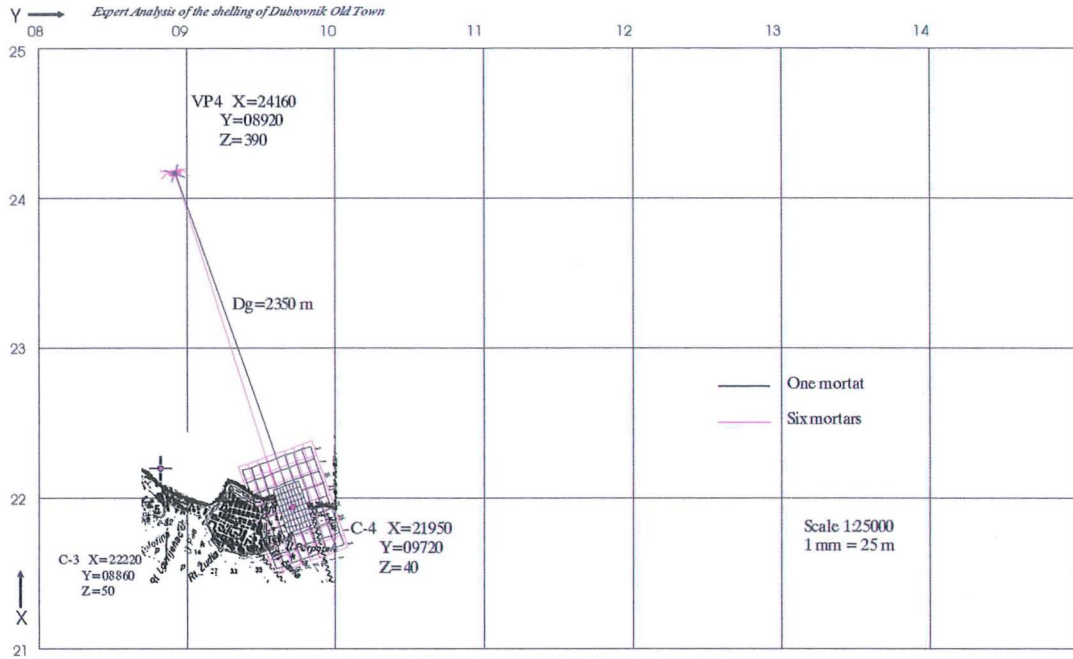 Y
Expert Analysis of the shelling of Dubrovnik Old Town
08 09 10 11 12 13 14
25
VP4 X=24160
Y=08920
Z=390
24
Dg=2350 m
23
One mortat
Six mortars
22
C-4 X=21950
Y=09720
Z=40
Scale 1:25000
1 mm = 25 m
C-3 X=22220
Y=08860
Z=50
X
21